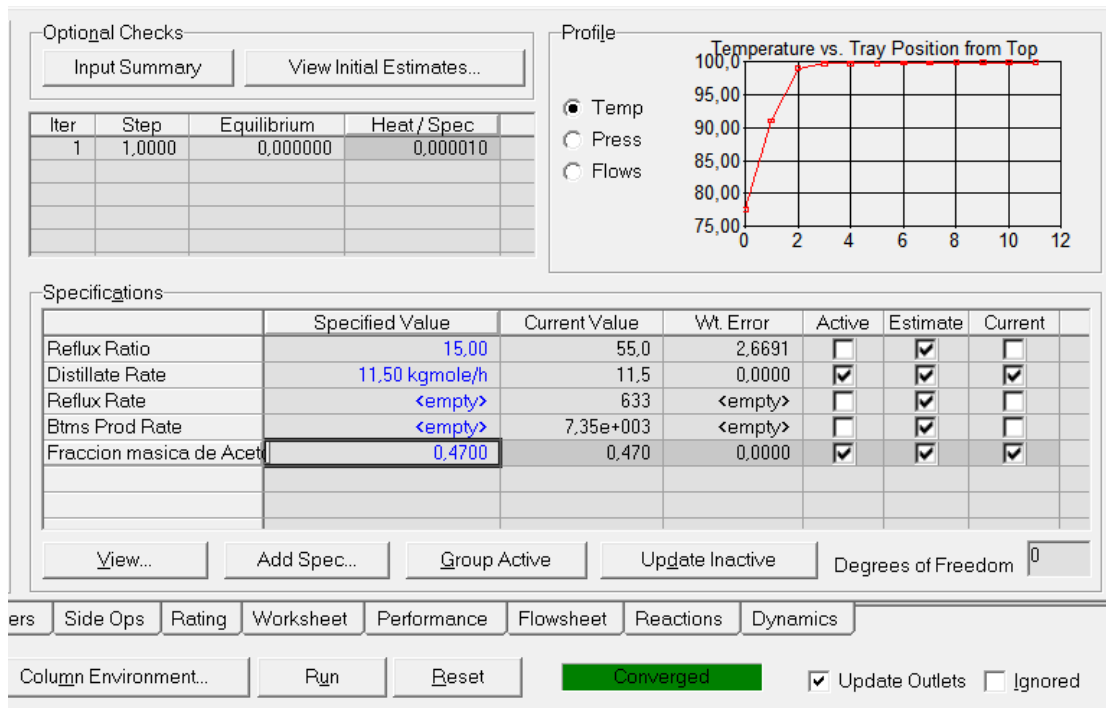 Optional Checks
Input Summary
View Initial Estimates...
Iter Step Equilibrium Heat / Spec
1 1,0000 0,000000 0,000010
Profile
Temp
Press
Flows
Temperature vs. Tray Position from Top
100,0
95,00
90,00
85,00
80,00
75,00
0 2 4 6 8 10 12
Specifications
Specified Value Current Value Wt. Error Active Estimate Current
Reflux Ratio 15,00 55,0 2,6691
Distillate Rate 11,50 kgmole/h 11,5 0,0000
Reflux Rate <empty> 633 <empty>
Btms Prod Rate <empty> 7,35e+003 <empty>
Fraccion masica de Acet 0,4700 0,470 0,0000
View... Add Spec... Group Active Update Inactive Degrees of Freedom 0
ers Side Ops Rating Worksheet Performance Flowsheet Reactions Dynamics
Column Environment... Run Reset Converged Update Outlets Ignored